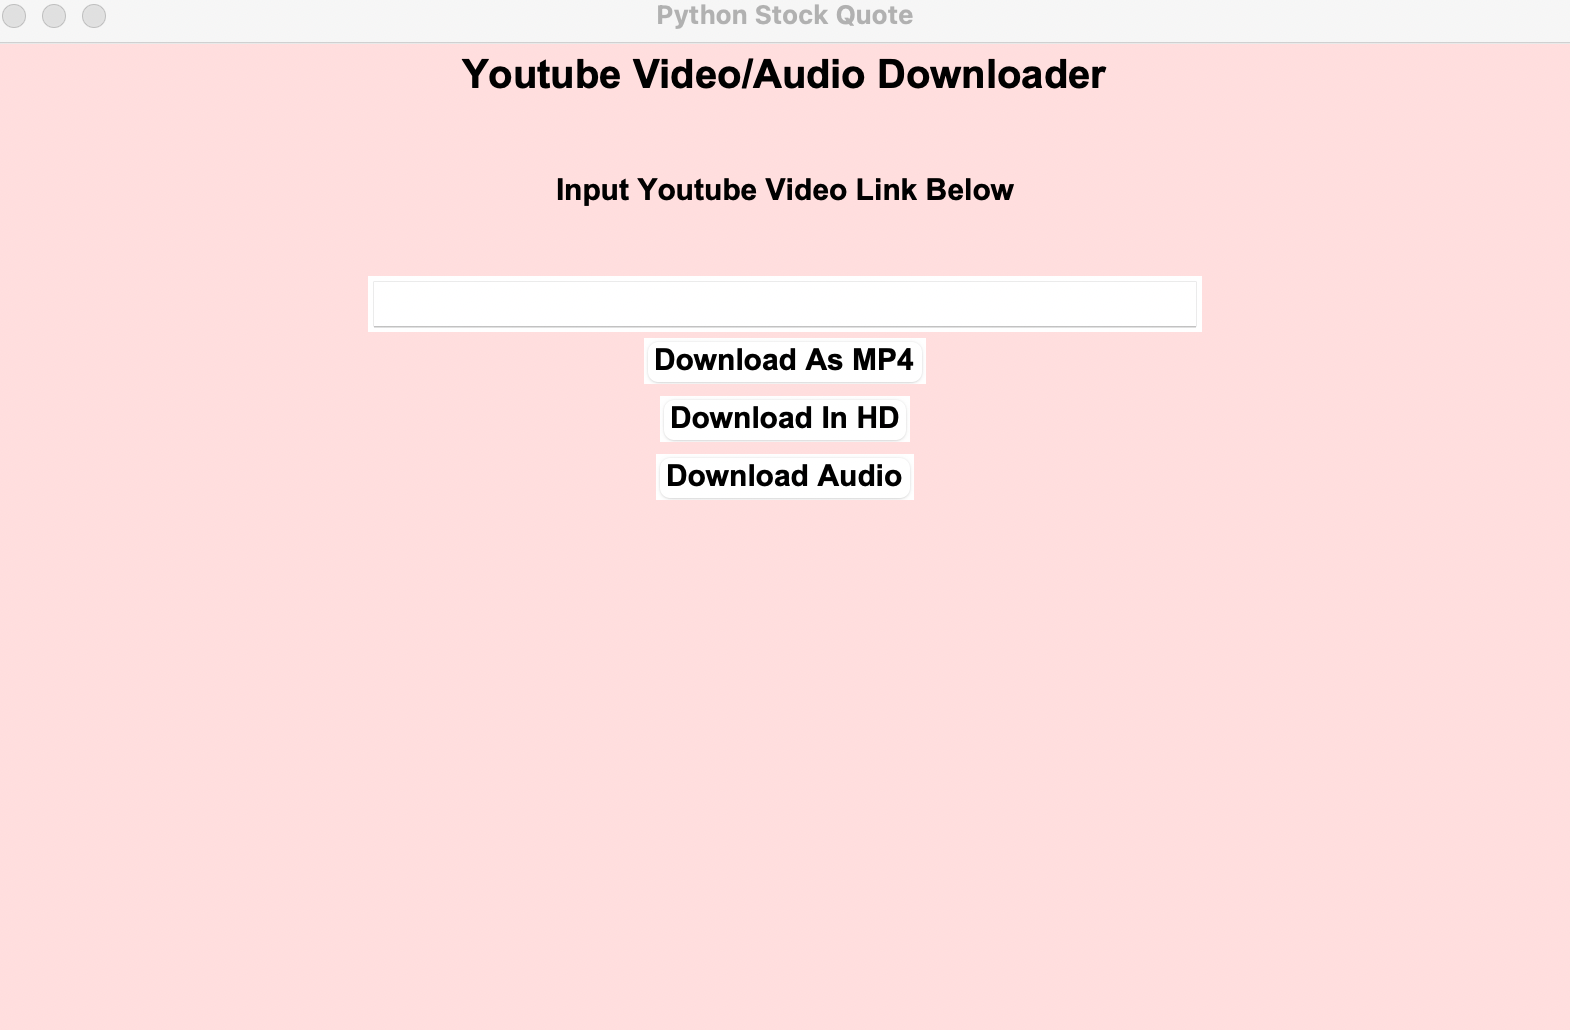 Python Stock Quote
Youtube Video/Audio Downloader
Input Youtube Video Link Below
Download As MP4
Download In HD
Download Audio